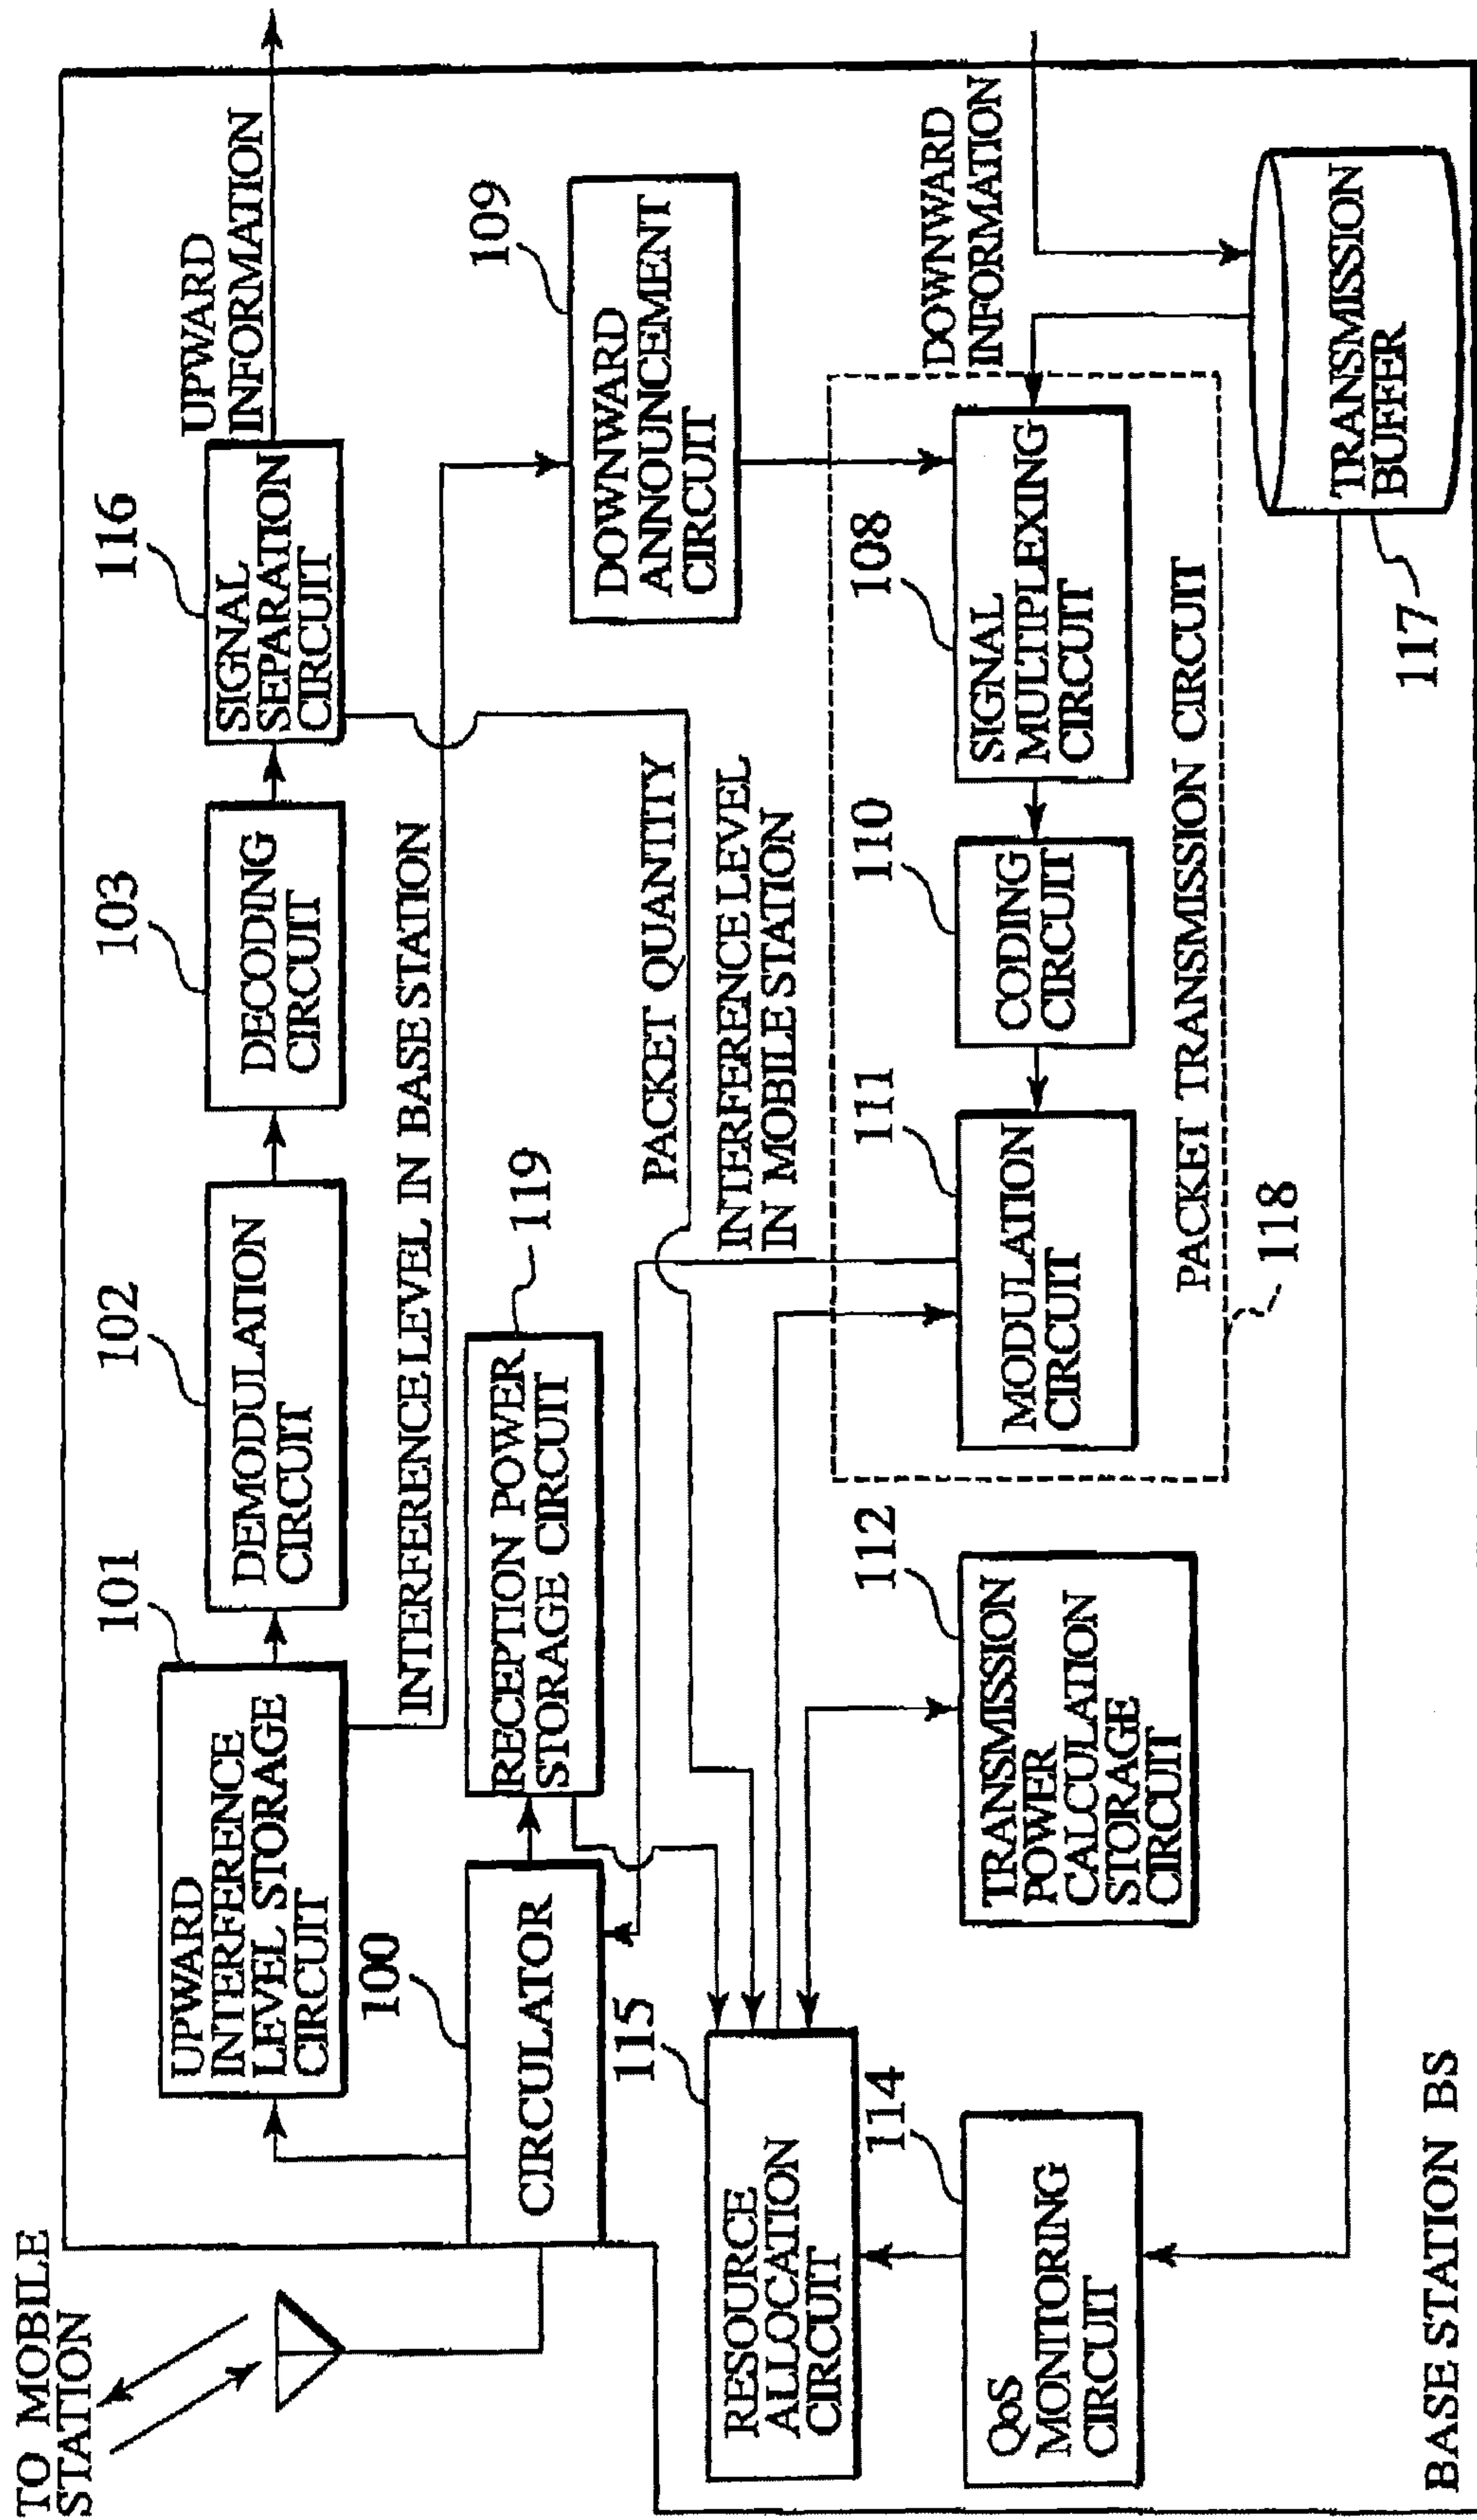 TO MOBILE
STATION
UPWARD
INTERFERENCE
LEVEL STORAGE
CIRCUIT
101
DEMODULATION
CIRCUIT
102
DECODING
CIRCUIT
103
SIGNAL
SEPARATION
CIRCUIT
116
UPWARD
INFORMATION
INTERFERENCE LEVEL IN BASE STATION
100
CIRCULATOR
RECEPTION POWER
STORAGE CIRCUIT
119
DOWNWARD
ANNOUNCEMENT
CIRCUIT
109
PACKET QUANTITY
INTERFERENCE LEVEL
IN MOBILE STATION
115
RESOURCE
ALLOCATION
CIRCUIT
114
QoS
MONITORING
CIRCUIT
112
TRANSMISSION
POWER
CALCULATION
STORAGE
CIRCUIT
111
MODULATION
CIRCUIT
110
CODING
CIRCUIT
108
SIGNAL
MULTIPLEXING
CIRCUIT
DOWNWARD
INFORMATION
PACKET TRANSMISSION CIRCUIT
118
TRANSMISSION
BUFFER
117
BASE STATION BS